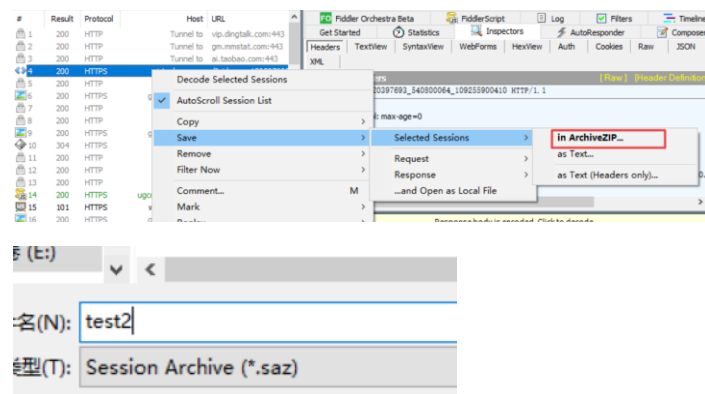 # Result Protocol Host URL
1 200 HTTP Tunnel to vip.dingtalk.com:443
2 200 HTTP Tunnel to gm.mmstat.com:443
3 200 HTTP Tunnel to ai.taobao.com:443
4 200 HTTPS
5 200 HTTP
6 200 HTTPS
7 200 HTTP
8 200 HTTP
9 200 HTTPS
10 304 HTTPS
11 200 HTTP
12 200 HTTP
13 200 HTTP
14 200 HTTPS ugc
15 101 HTTPS
16 200 HTTPS
Decode Selected Sessions
AutoScroll Session List
Copy
Save
Remove
Filter Now
Comment... M
Mark
Replay
Selected Sessions
Request
Response
...and Open as Local File
in ArchiveZIP...
as Text...
as Text (Headers only)...
FO Fiddler Orchestra Beta FiddlerScript Log Filters Timeline
Get Started Statistics Inspectors AutoResponder Composer
Headers TextView SyntaxView WebForms HexView Auth Cookies Raw JSON
XML
[Raw] [Header Definition
20397693_540800064_109255900410 HTTP/1.1
: max-age=0
Response body is encoded. Click to decode.
(E:)
名(N): test2
类型(T): Session Archive (*.saz)